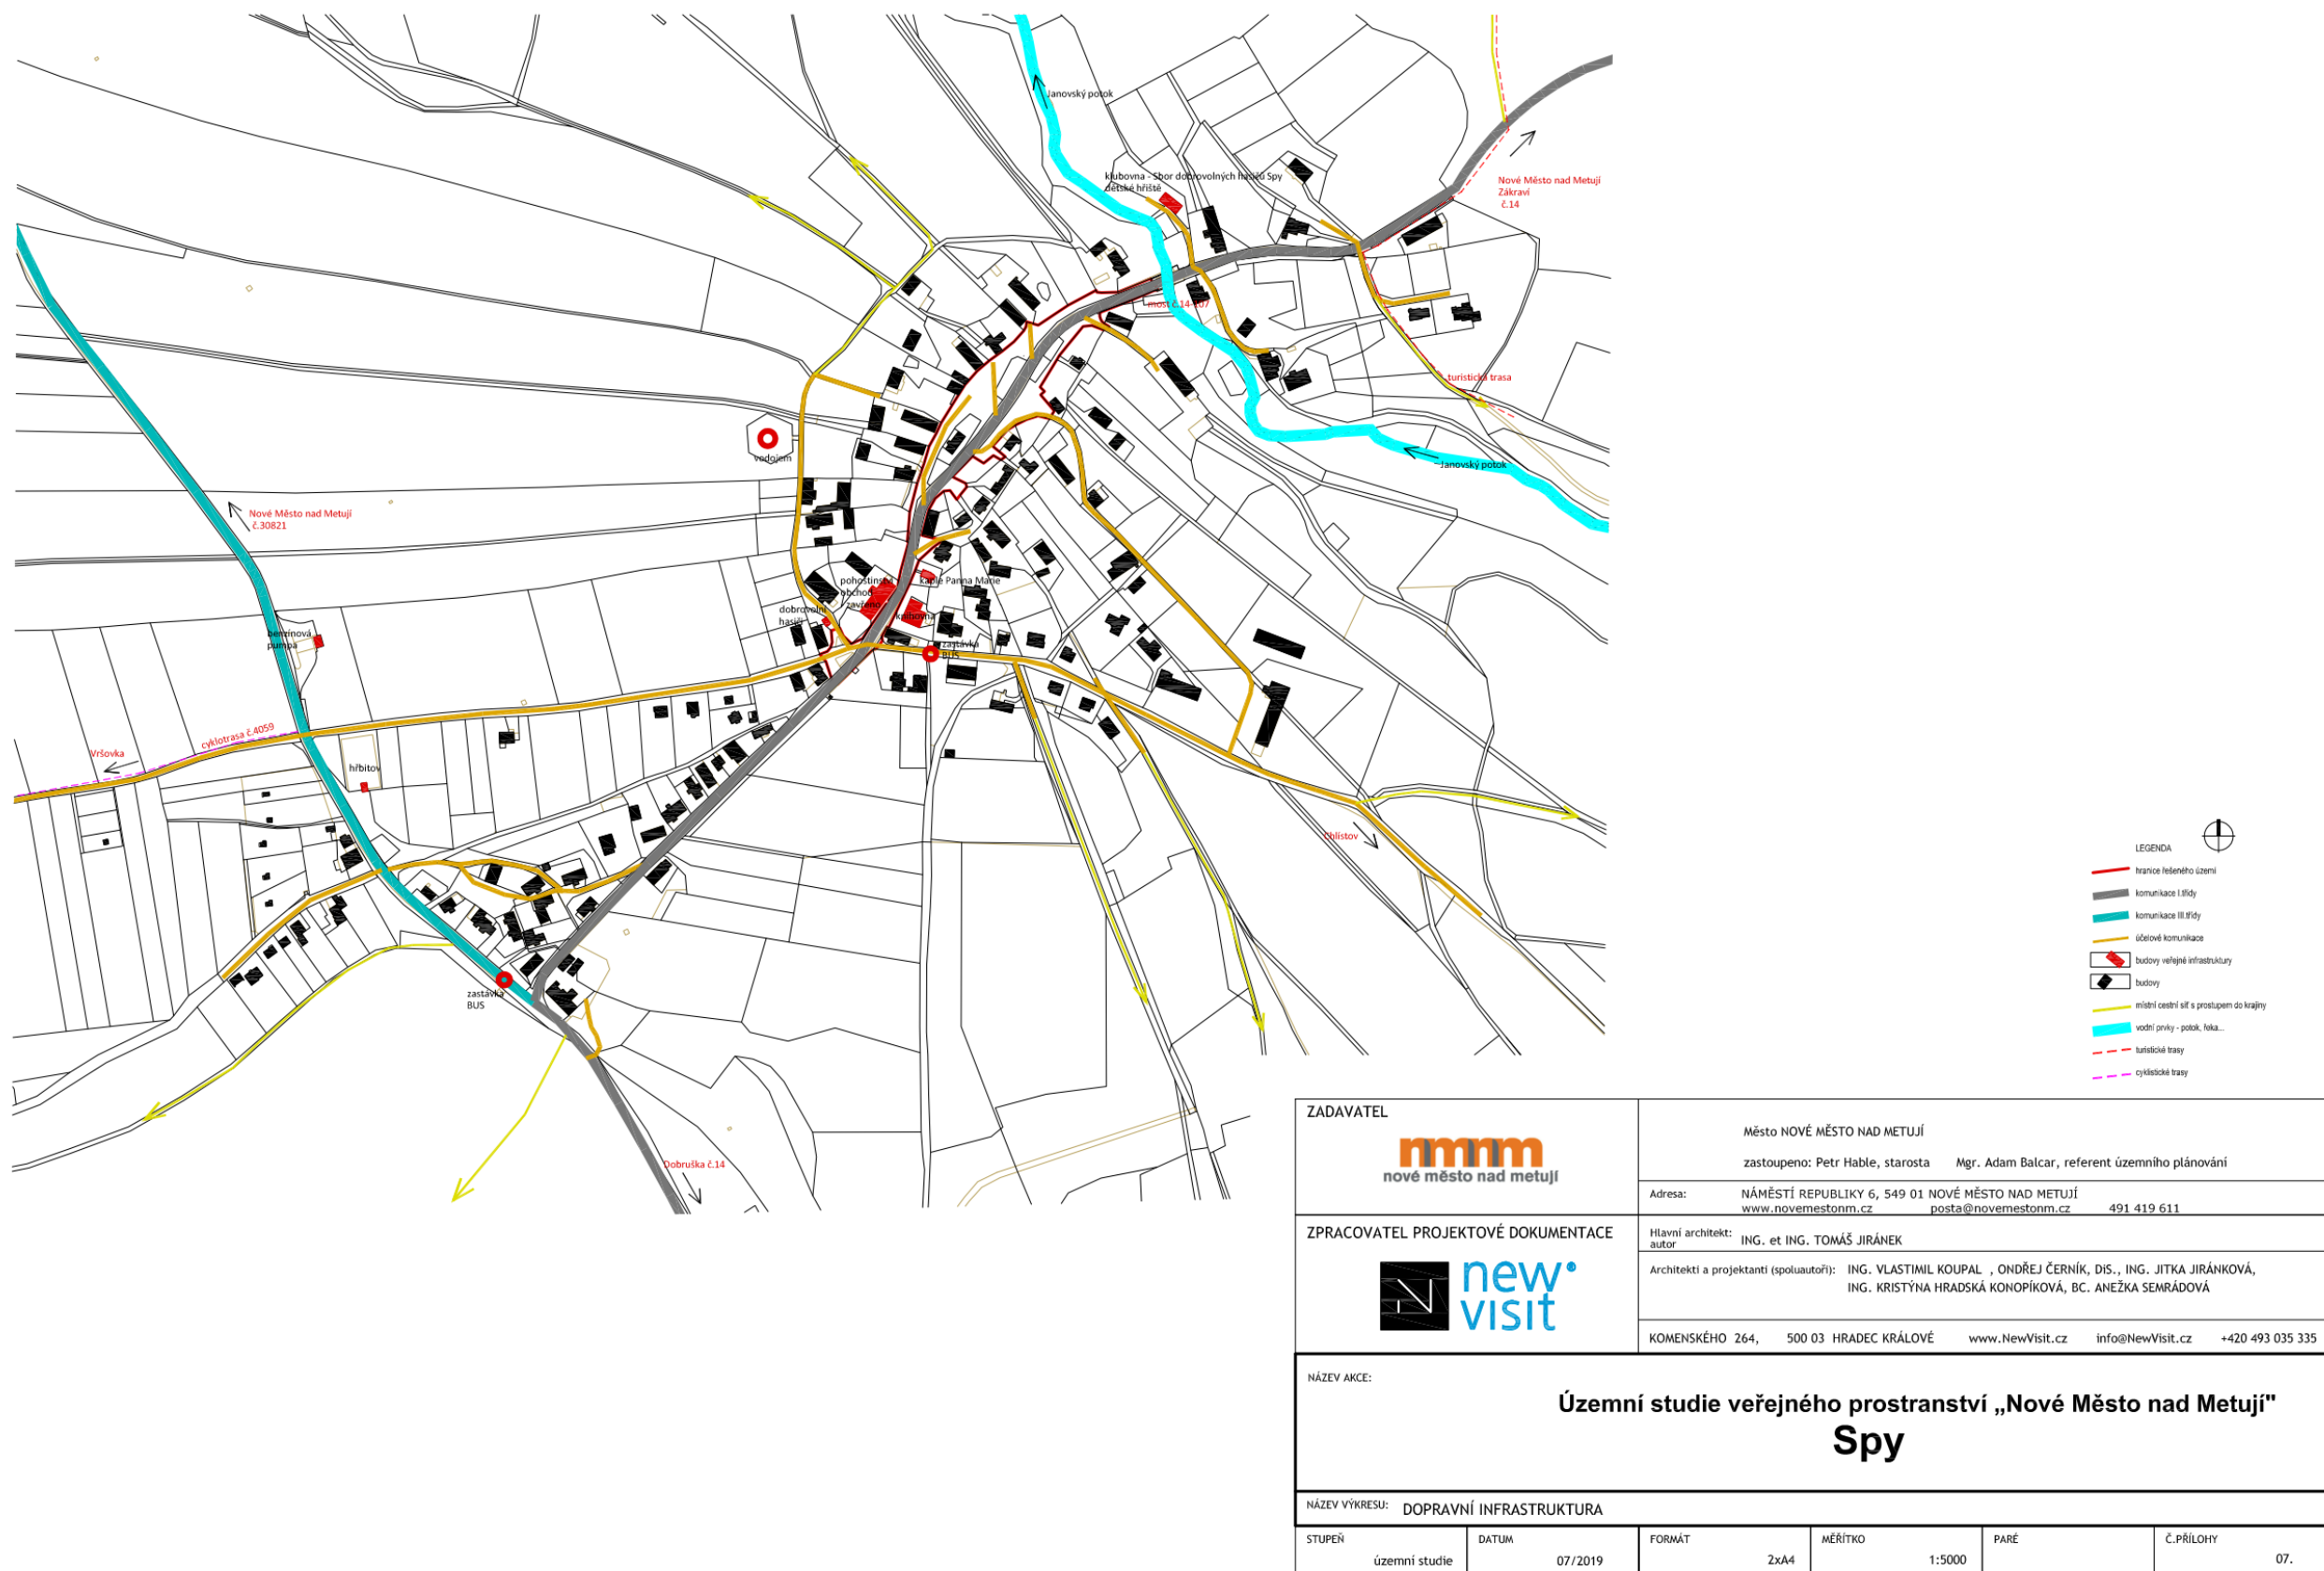 Janovský potok
klubovna - Sbor dobrovolných hasičů Spy
dětské hřiště
Nové Město nad Metují
Zákraví
č.14
most č.14-107
turistická trasa
vodojem
Janovský potok
Nové Město nad Metují
č.30821
pohostinství
obchod
zavřeno
kaple Panna Marie
dobrovolní
hasiči
knihovna
zastávka
BUS
benzínová
pumpa
cyklotrasa č.4059
Vršovka
hřbitov
Chlístov
zastávka
BUS
Dobruška č.14
LEGENDA
hranice řešeného území
komunikace I.třídy
komunikace III.třídy
účelové komunikace
budovy veřejné infrastruktury
budovy
místní cestní síť s prostupem do krajiny
vodní prvky - potok, řeka...
turistické trasy
cyklistické trasy
ZADAVATEL
nmnm
nové město nad metují
Město NOVÉ MĚSTO NAD METUJÍ
zastoupeno: Petr Hable, starosta Mgr. Adam Balcar, referent územního plánování
Adresa: NÁMĚSTÍ REPUBLIKY 6, 549 01 NOVÉ MĚSTO NAD METUJÍ
www.novemestonm.cz posta@novemestonm.cz 491 419 611
ZPRACOVATEL PROJEKTOVÉ DOKUMENTACE
new®
visit
Hlavní architekt:
autor
ING. et ING. TOMÁŠ JIRÁNEK
Architekti a projektanti (spoluautoři): ING. VLASTIMIL KOUPAL , ONDŘEJ ČERNÍK, DiS., ING. JITKA JIRÁNKOVÁ,
ING. KRISTÝNA HRADSKÁ KONOPÍKOVÁ, BC. ANEŽKA SEMRÁDOVÁ
KOMENSKÉHO 264, 500 03 HRADEC KRÁLOVÉ www.NewVisit.cz info@NewVisit.cz +420 493 035 335
NÁZEV AKCE:
Územní studie veřejného prostranství „Nové Město nad Metují"
Spy
NÁZEV VÝKRESU: DOPRAVNÍ INFRASTRUKTURA
STUPEŇ
územní studie
DATUM
07/2019
FORMÁT
2xA4
MĚŘÍTKO
1:5000
PARÉ
Č.PŘÍLOHY
07.